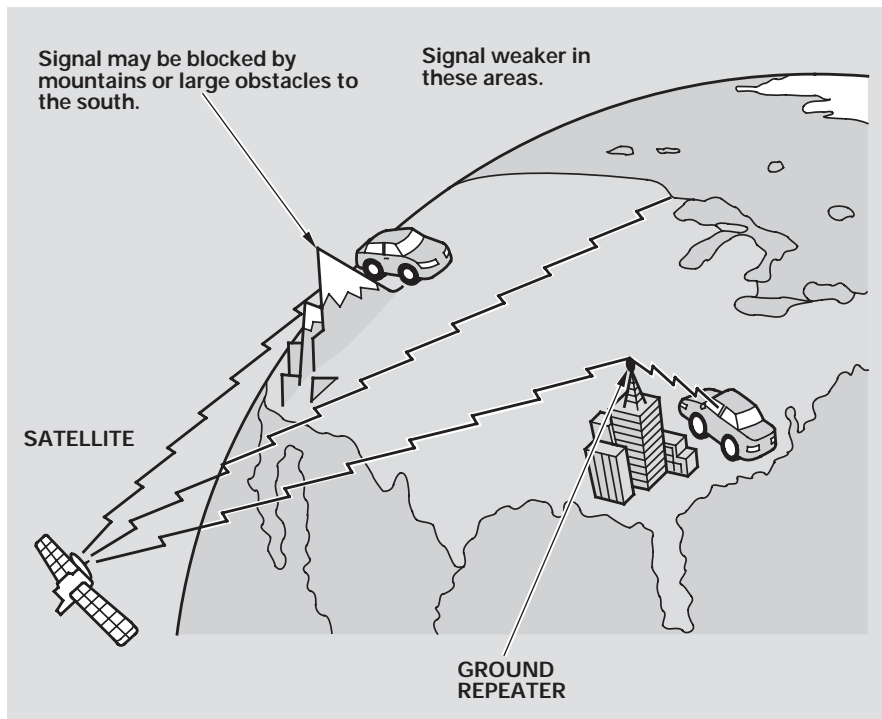 Signal may be blocked by
mountains or large obstacles to
the south.
Signal weaker in
these areas.
SATELLITE
GROUND
REPEATER